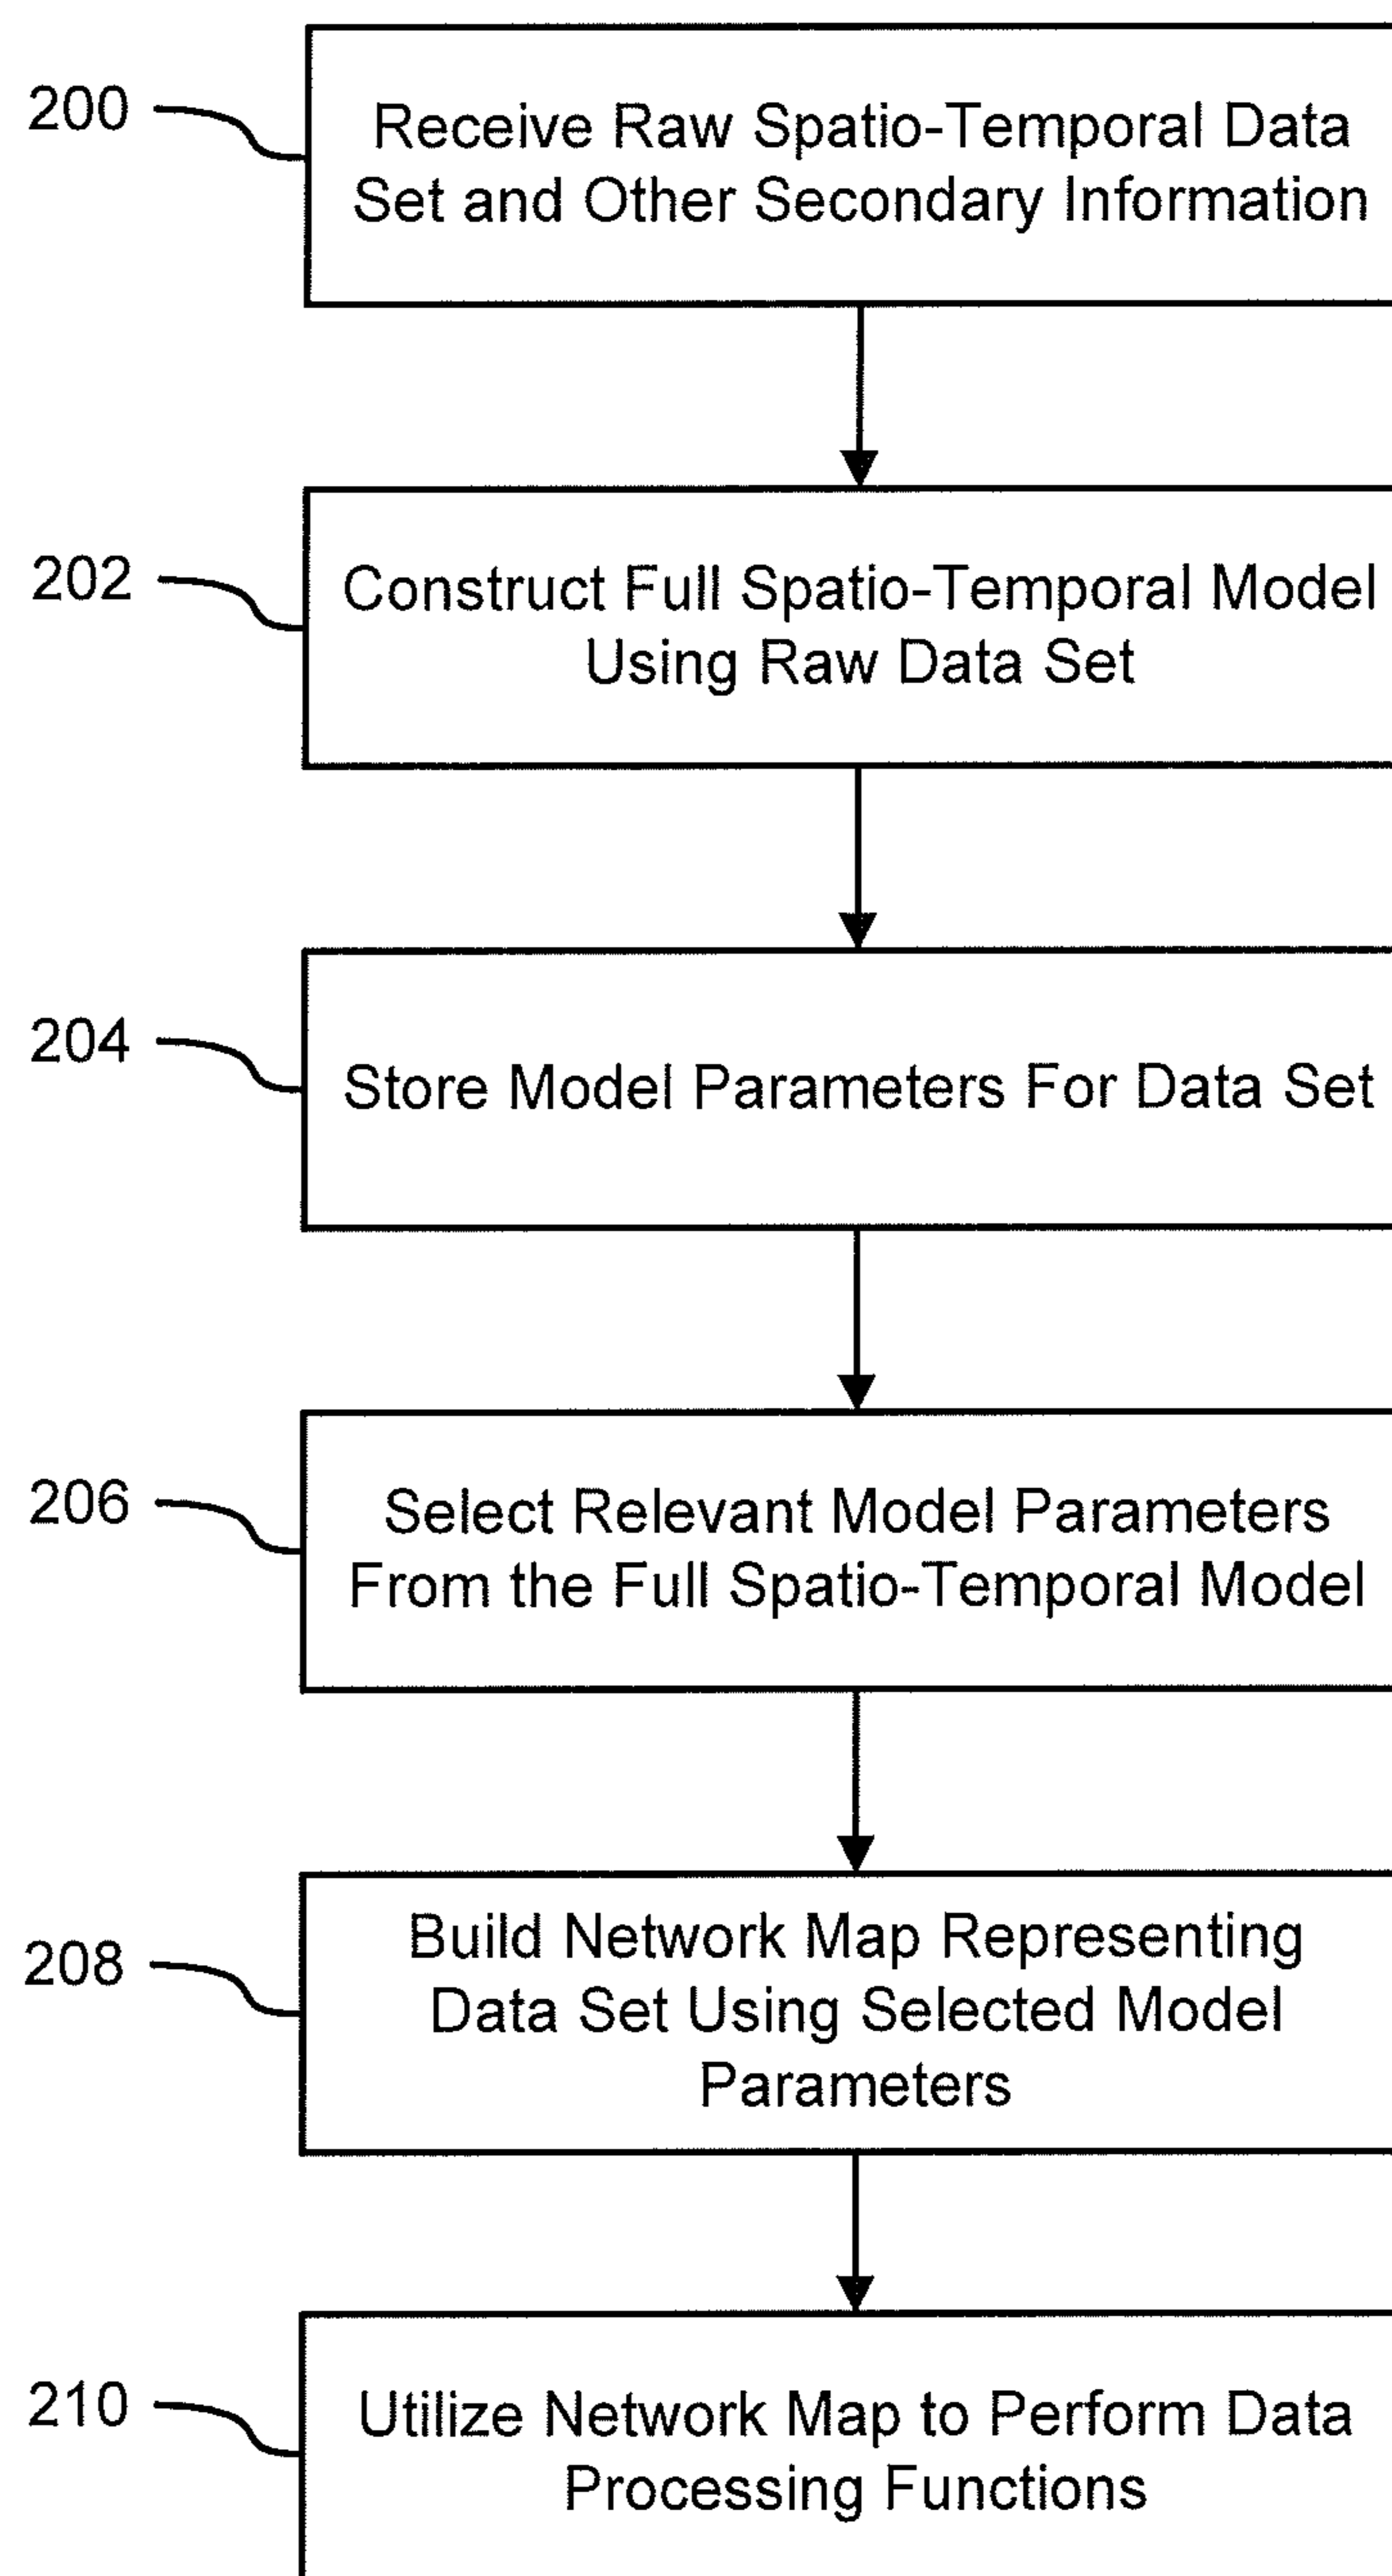 200
Receive Raw Spatio-Temporal Data
Set and Other Secondary Information
202
Construct Full Spatio-Temporal Model
Using Raw Data Set
204
Store Model Parameters For Data Set
206
Select Relevant Model Parameters
From the Full Spatio-Temporal Model
208
Build Network Map Representing
Data Set Using Selected Model
Parameters
210
Utilize Network Map to Perform Data
Processing Functions